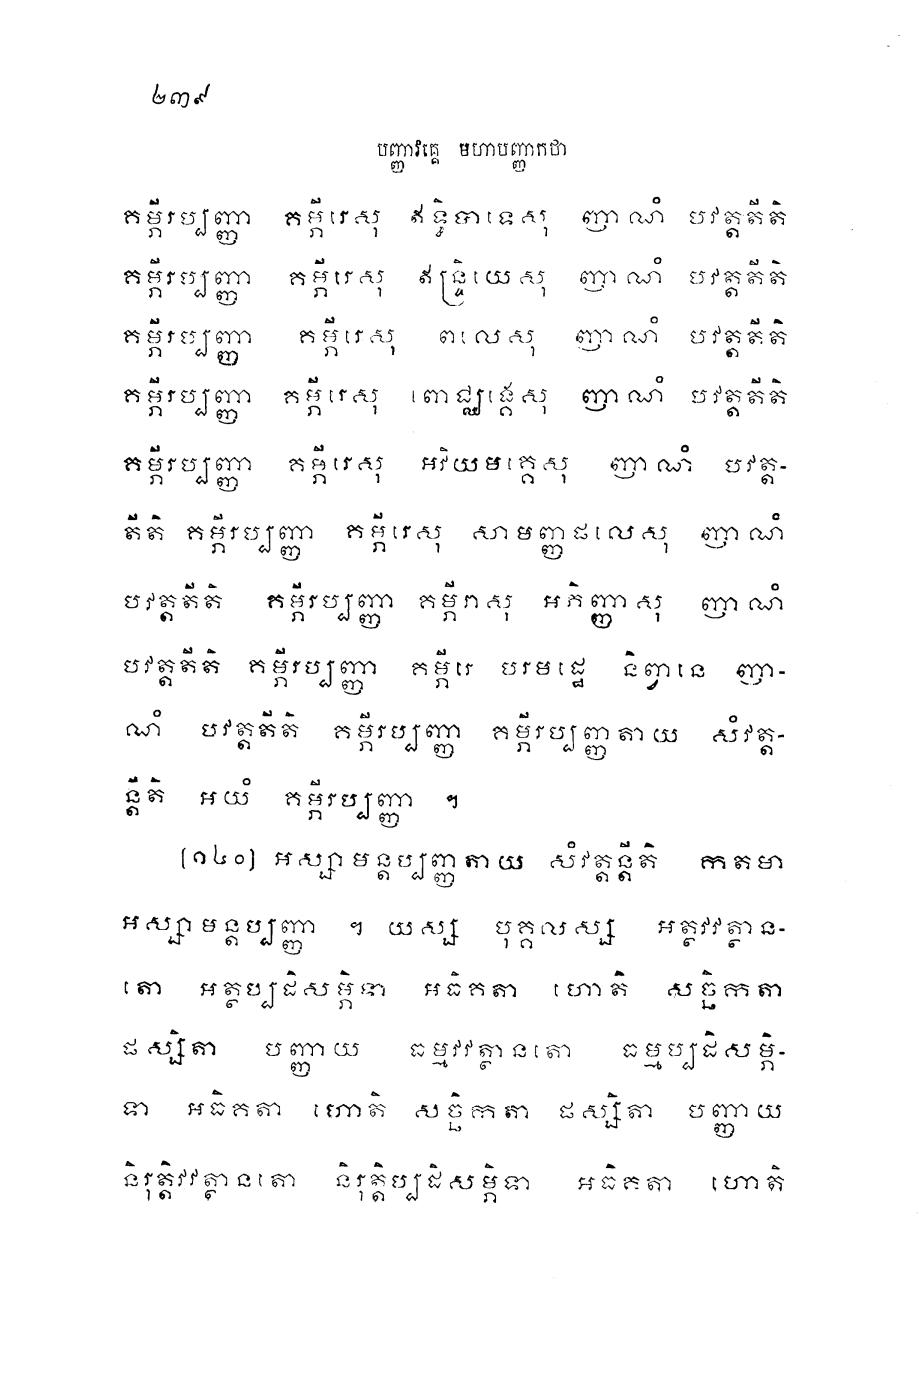 ២៣៩
បញ្ញាវគ្គេ មហាបញ្ញាកថា
គម្ភីរប្បញ្ញា គម្ភីរេសុ ឥទ្ធិបាទេសុ ញាណំ បវត្តតីតិ
គម្ភីរប្បញ្ញា គម្ភីរេសុ ឥន្ទ្រិយេសុ ញាណំ បវត្តតីតិ
គម្ភីរប្បញ្ញា គម្ភីរេសុ ពលេសុ ញាណំ បវត្តតីតិ
គម្ភីរប្បញ្ញា គម្ភីរេសុ ពោជ្ឈង្គេសុ ញាណំ បវត្តតីតិ
គម្ភីរប្បញ្ញា គម្ភីរេសុ អរិយមគ្គេសុ ញាណំ បវត្ត-
តីតិ គម្ភីរប្បញ្ញា គម្ភីរេសុ សាមញ្ញផលេសុ ញាណំ
បវត្តតីតិ គម្ភីរប្បញ្ញា គម្ភីរាសុ អភិញ្ញាសុ ញាណំ
បវត្តតីតិ គម្ភីរប្បញ្ញា គម្ភីរេ បរមដ្ឋេ និព្វានេ ញា-
ណំ បវត្តតីតិ គម្ភីរប្បញ្ញា គម្ភីរប្បញ្ញតាយ សំវត្ត-
ន្តីតិ អយំ គម្ភីរប្បញ្ញា ។
(១៤០) អស្សាមន្តប្បញ្ញតាយ សំវត្តន្តីតិ កតមា
អស្សាមន្តប្បញ្ញា ។ យស្ស បុគ្គលស្ស អត្ថវវត្ថាន-
តោ អត្ថប្បដិសម្ភិទា អធិគតា ហោតិ សច្ឆិកតា
ផស្សិតា បញ្ញាយ ធម្មវវត្ថានតោ ធម្មប្បដិសម្ភិ-
ទា អធិគតា ហោតិ សច្ឆិកតា ផស្សិតា បញ្ញាយ
និរុត្តិវវត្ថានតោ និរុត្តិប្បដិសម្ភិទា អធិគតា ហោតិ